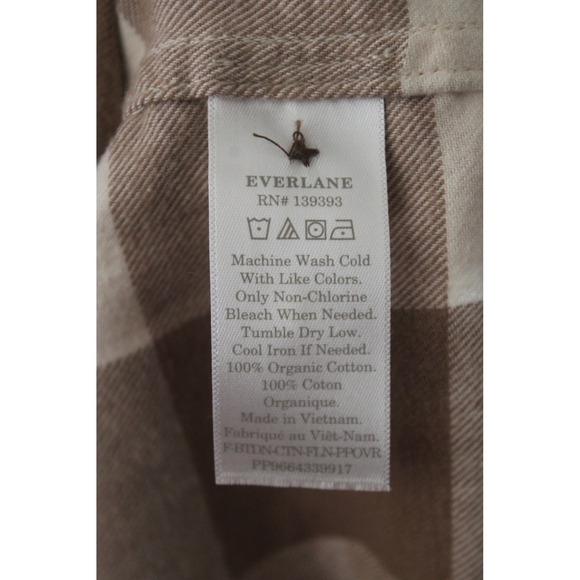 EVERLANE
RN# 139393
Machine Wash Cold
With Like Colors.
Only Non-Chlorine
Bleach When Needed.
Tumble Dry Low.
Cool Iron If Needed.
100% Organic Cotton.
100% Coton
Organique.
Made in Vietnam.
Fabriqué au Viêt-Nam.
F-BTDN-CTN-FLN-PPOVR
PP9664339917